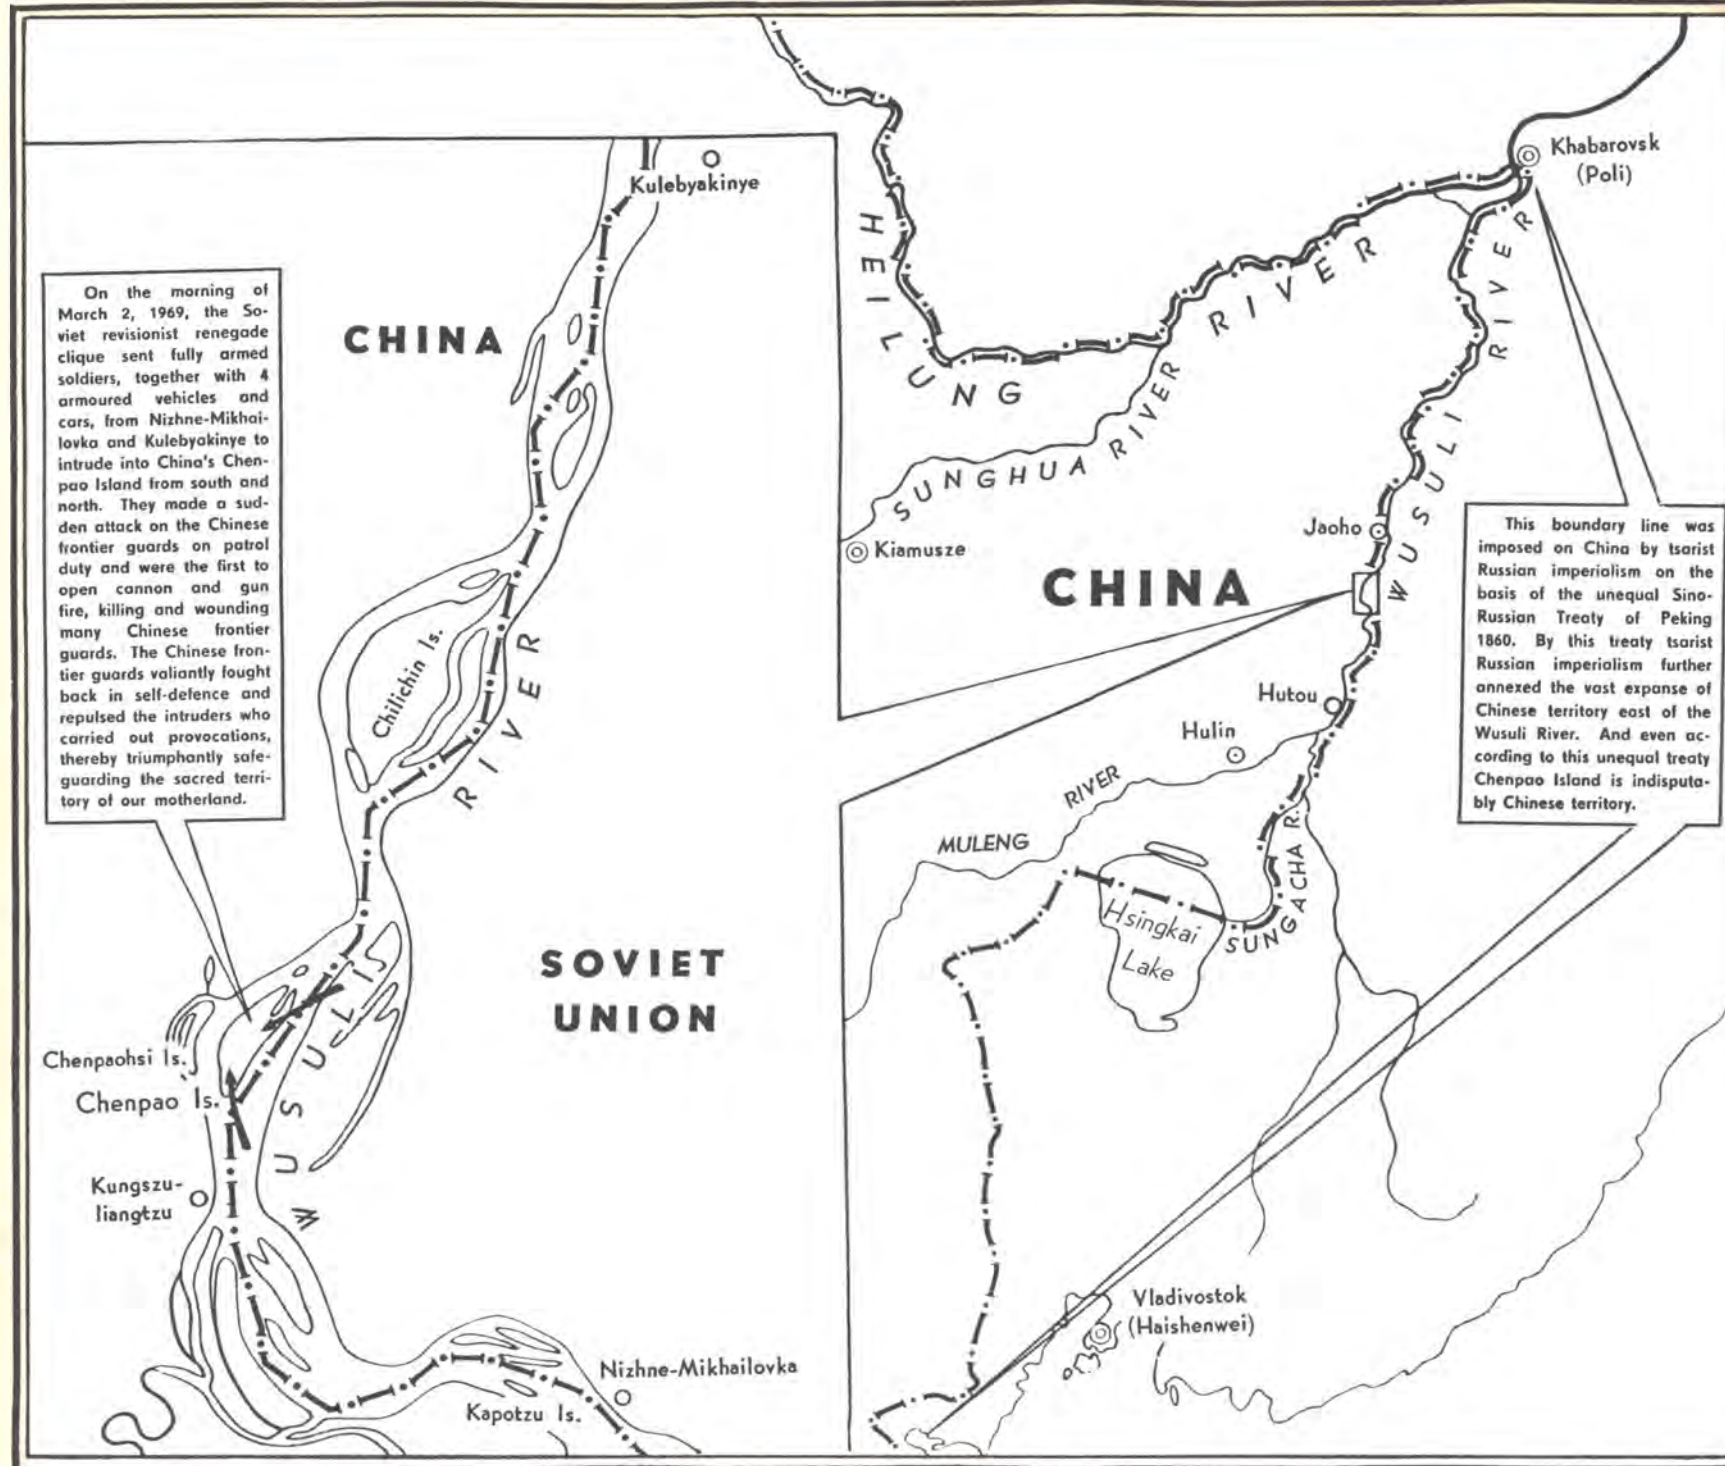 Kulebyakinye
On the morning of
March 2, 1969, the So-
viet revisionist renegade
clique sent fully armed
soldiers, together with 4
armoured vehicles and
cars, from Nizhne-Mikhai-
lovka and Kulebyakinye to
intrude into China's Chen-
pao Island from south and
north. They made a sud-
den attack on the Chinese
frontier guards on patrol
duty and were the first to
open cannon and gun
fire, killing and wounding
many Chinese frontier
guards. The Chinese fron-
tier guards valiantly fought
back in self-defence and
repulsed the intruders who
carried out provocations,
thereby triumphantly safe-
guarding the sacred terri-
tory of our motherland.
CHINA
Chilichin Is.
WUSULI RIVER
SOVIET
UNION
Chenpaohsi Is.
Chenpao Is.
Kungszu-
liangtzu
Nizhne-Mikhailovka
Kapotzu Is.
Khabarovsk
(Poli)
HEILUNG RIVER
SUNGHUA RIVER
WUSULI RIVER
Kiamusze
CHINA
Jaoho
Hutou
Hulin
MULENG RIVER
SUNGACHA R.
Hsingkai
Lake
This boundary line was
imposed on China by tsarist
Russian imperialism on the
basis of the unequal Sino-
Russian Treaty of Peking
1860. By this treaty tsarist
Russian imperialism further
annexed the vast expanse of
Chinese territory east of the
Wusuli River. And even ac-
cording to this unequal treaty
Chenpao Island is indisputa-
bly Chinese territory.
Vladivostok
(Haishenwei)